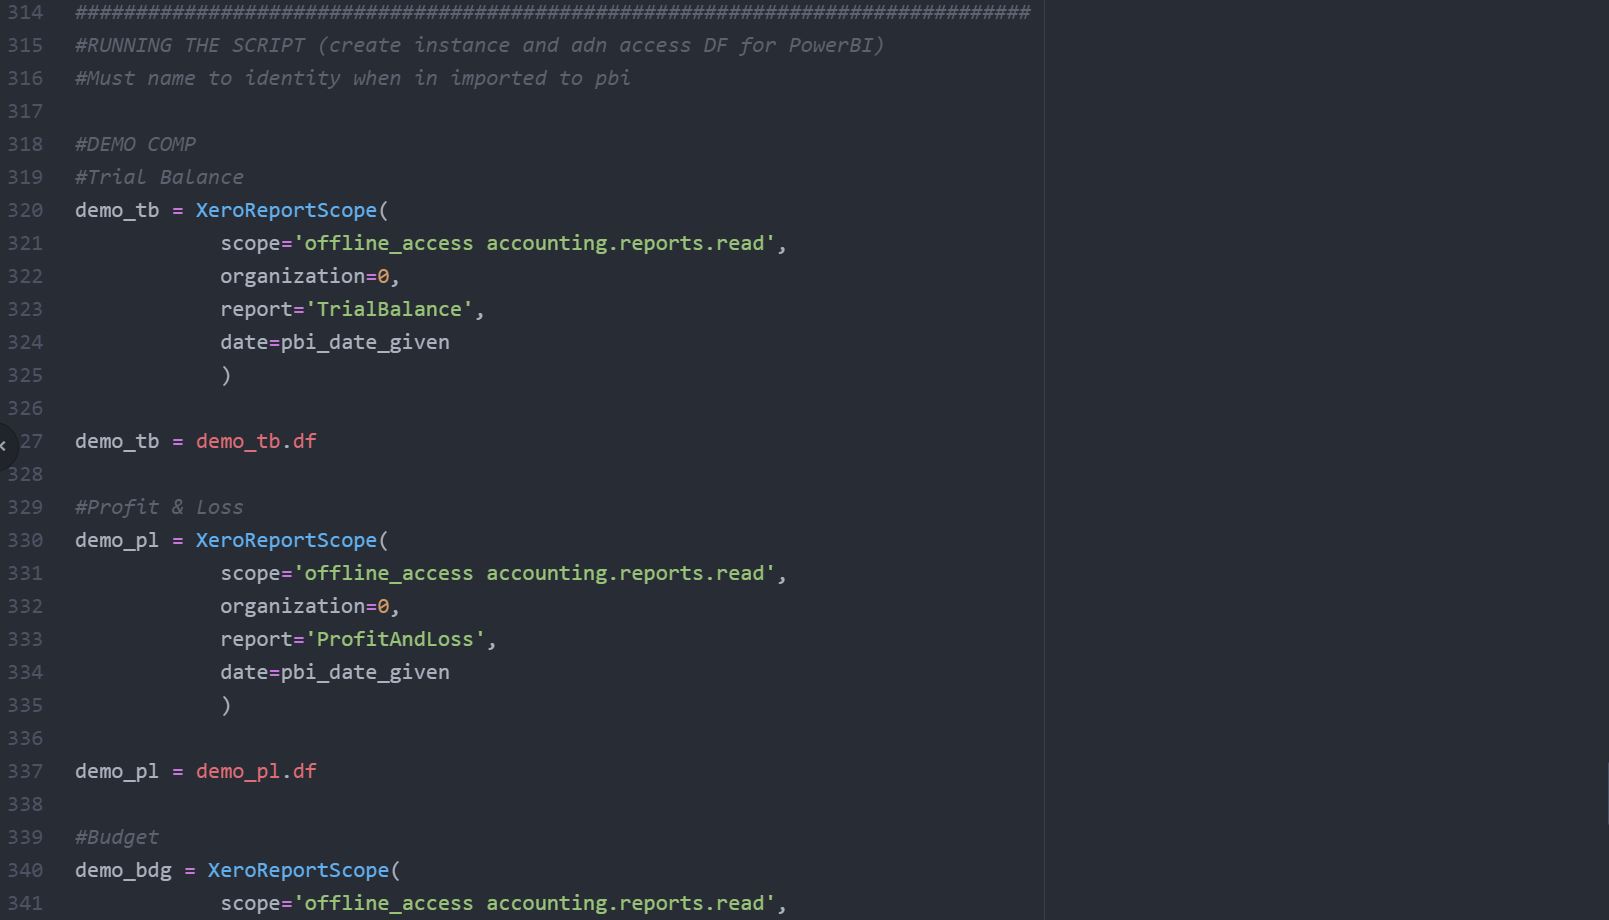 314 ###############################################################################
315 #RUNNING THE SCRIPT (create instance and adn access DF for PowerBI)
316 #Must name to identity when in imported to pbi
317
318 #DEMO COMP
319 #Trial Balance
320 demo_tb = XeroReportScope(
321             scope='offline_access accounting.reports.read',
322             organization=0,
323             report='TrialBalance',
324             date=pbi_date_given
325             )
326
27 demo_tb = demo_tb.df
328
329 #Profit & Loss
330 demo_pl = XeroReportScope(
331             scope='offline_access accounting.reports.read',
332             organization=0,
333             report='ProfitAndLoss',
334             date=pbi_date_given
335             )
336
337 demo_pl = demo_pl.df
338
339 #Budget
340 demo_bdg = XeroReportScope(
341             scope='offline_access accounting.reports.read',